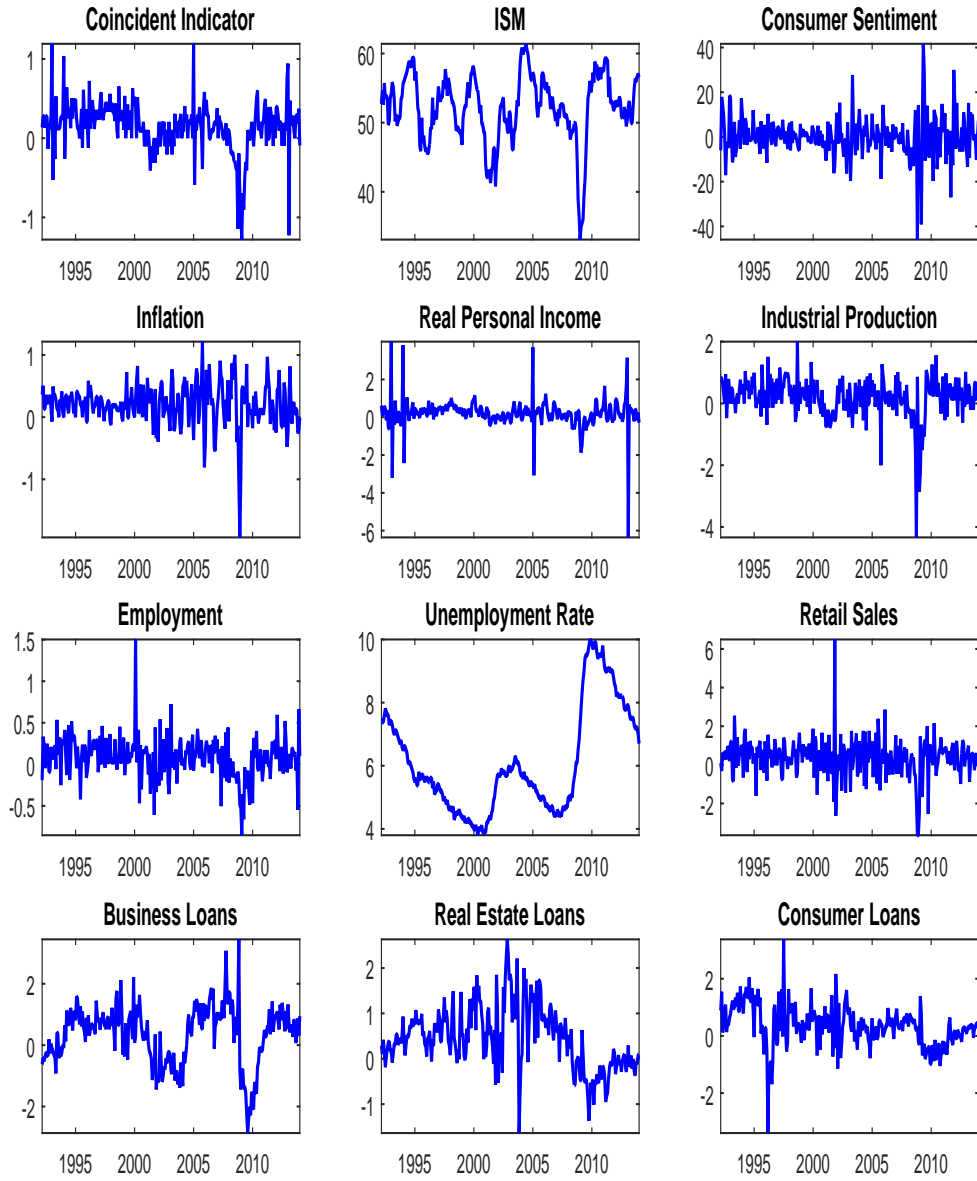 Coincident Indicator
ISM
Consumer Sentiment
1
0
-1
1995 2000 2005 2010
60
50
40
1995 2000 2005 2010
40
20
0
-20
-40
1995 2000 2005 2010
Inflation
Real Personal Income
Industrial Production
1
0
-1
1995 2000 2005 2010
2
0
-2
-4
-6
1995 2000 2005 2010
2
0
-2
-4
1995 2000 2005 2010
Employment
Unemployment Rate
Retail Sales
1.5
1
0.5
0
-0.5
1995 2000 2005 2010
10
8
6
4
1995 2000 2005 2010
6
4
2
0
-2
1995 2000 2005 2010
Business Loans
Real Estate Loans
Consumer Loans
2
0
-2
1995 2000 2005 2010
2
1
0
-1
1995 2000 2005 2010
2
0
-2
1995 2000 2005 2010